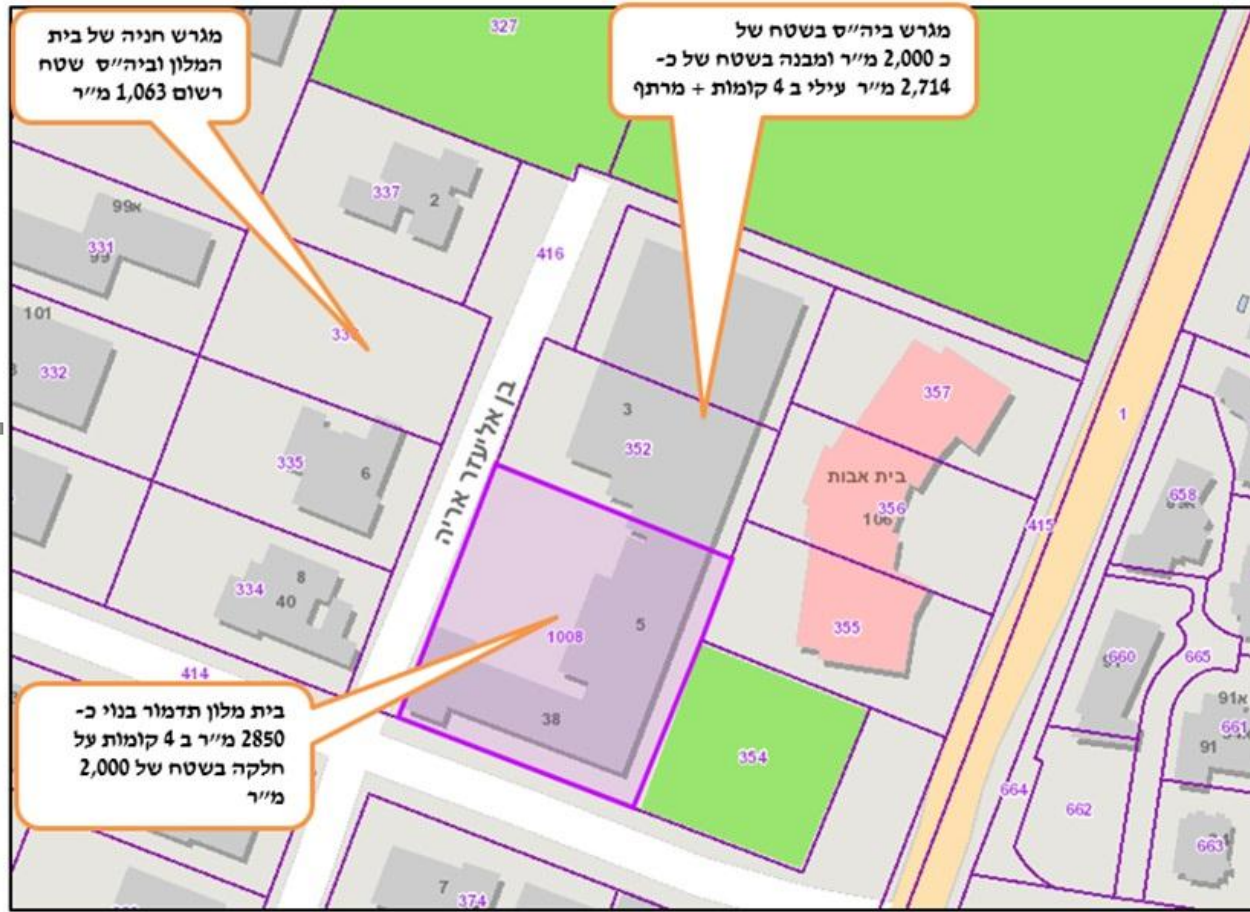 מגרש חניה של בית
המלון וביה״ס שטח
רשום 1,063 מ״ר
מגרש ביה״ס בשטח של
כ 2,000 מ״ר ומבנה בשטח של כ-
2,714 מ״ר עילי ב 4 קומות + מרתף
327
337
2
99א
331
99
416
101
332
3
352
357
1
בן אליעזר אריה
335
6
בית אבות
356
106
415
658
334
8
40
5
355
1008
660
665
414
38
91א
661
91
בית מלון תדמור בנוי כ-
2850 מ״ר ב 4 קומות על
חלקה בשטח של 2,000
מ״ר
354
664
662
663
7
374